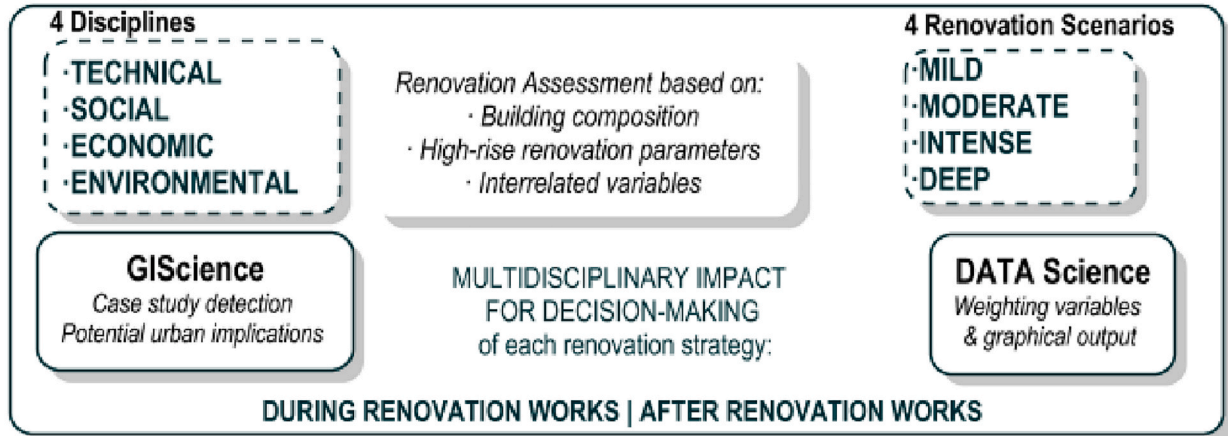 4 Disciplines
·TECHNICAL
·SOCIAL
·ECONOMIC
·ENVIRONMENTAL
Renovation Assessment based on:
· Building composition
· High-rise renovation parameters
· Interrelated variables
4 Renovation Scenarios
·MILD
·MODERATE
·INTENSE
·DEEP
GIScience
Case study detection
Potential urban implications
MULTIDISCIPLINARY IMPACT
FOR DECISION-MAKING
of each renovation strategy:
DATA Science
Weighting variables
& graphical output
DURING RENOVATION WORKS | AFTER RENOVATION WORKS